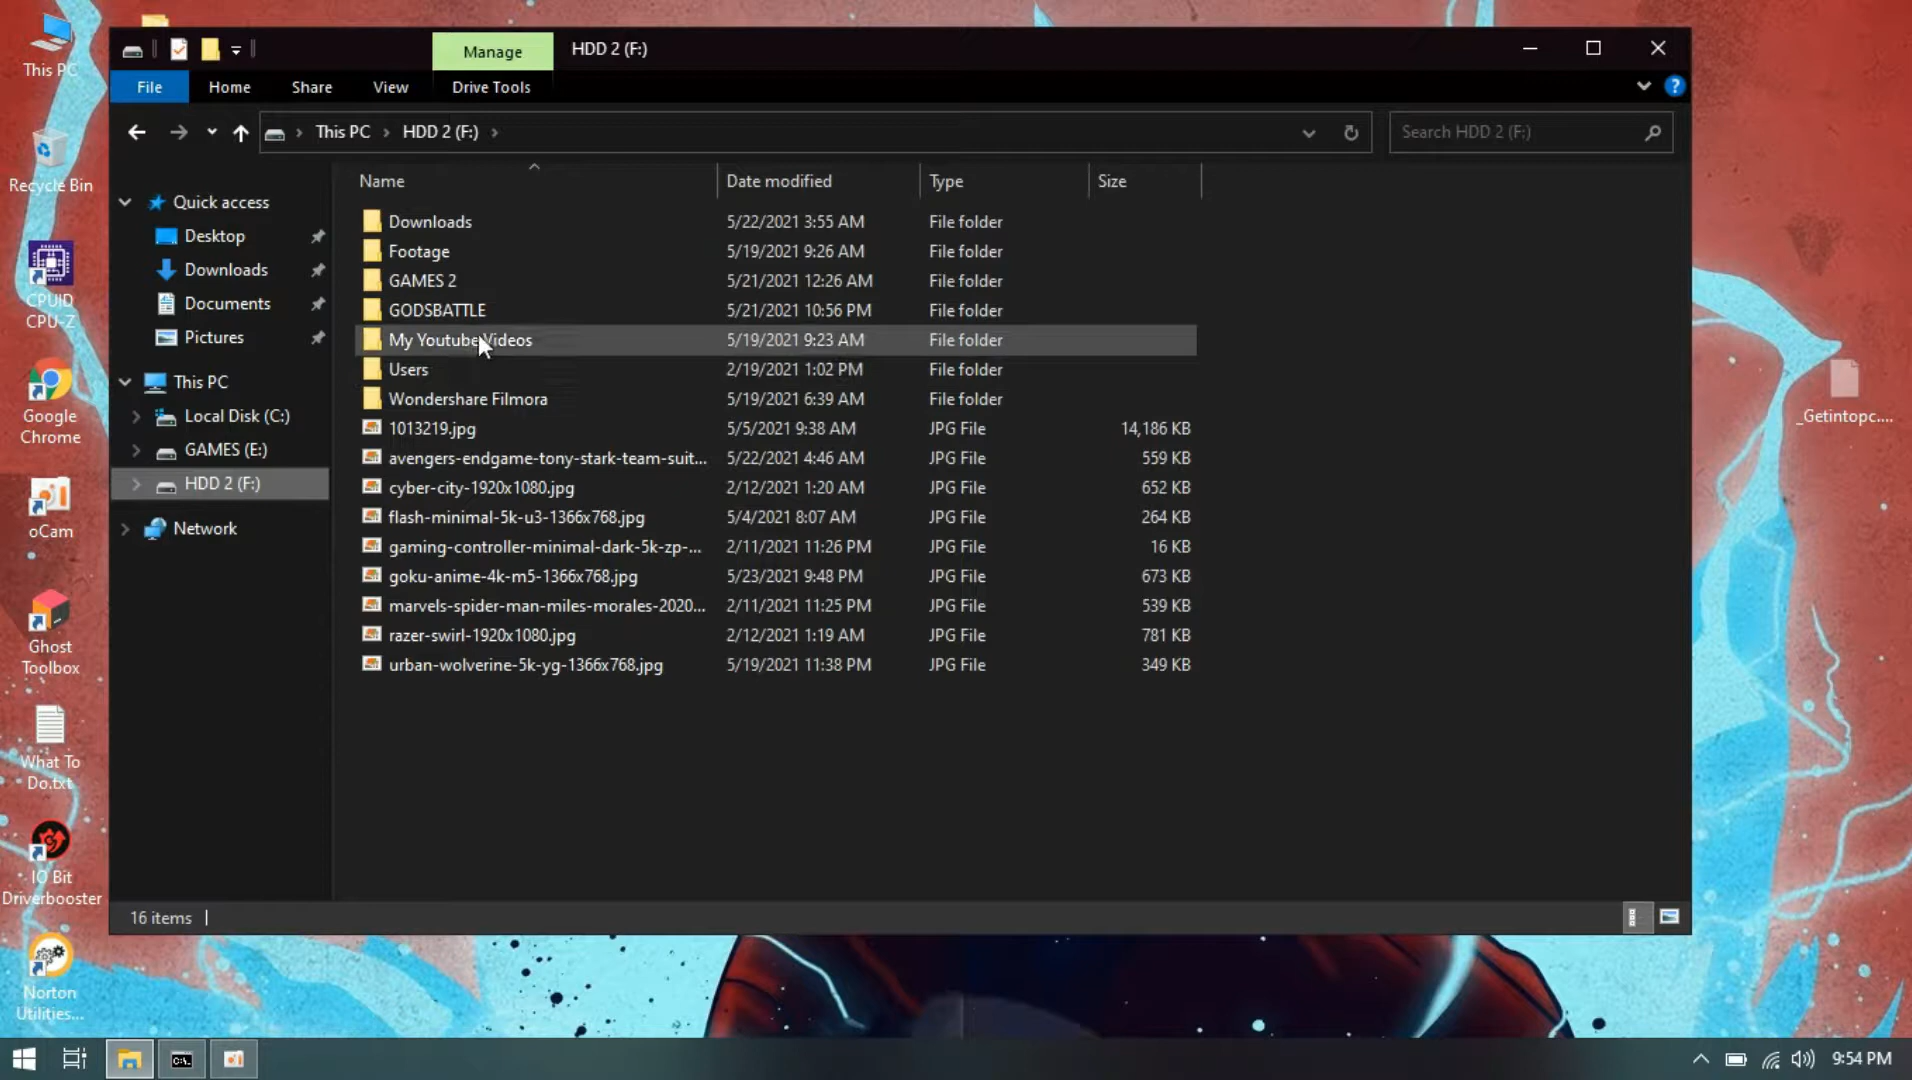 This PC
Recycle Bin
CPUID
CPU-Z
Google
Chrome
oCam
Ghost
Toolbox
What To
Do.txt
IO Bit
Driverbooster
Norton
Utilities...
_Getintopc....
Manage
HDD 2 (F:)
File
Home
Share
View
Drive Tools
?
This PC
HDD 2 (F:)
Search HDD 2 (F:)
Quick access
Desktop
Downloads
Documents
Pictures
This PC
Local Disk (C:)
GAMES (E:)
HDD 2 (F:)
Network
Name Date modified Type Size
Downloads 5/22/2021 3:55 AM File folder
Footage 5/19/2021 9:26 AM File folder
GAMES 2 5/21/2021 12:26 AM File folder
GODSBATTLE 5/21/2021 10:56 PM File folder
My Youtube Videos 5/19/2021 9:23 AM File folder
Users 2/19/2021 1:02 PM File folder
Wondershare Filmora 5/19/2021 6:39 AM File folder
1013219.jpg 5/5/2021 9:38 AM JPG File 14,186 KB
avengers-endgame-tony-stark-team-suit... 5/22/2021 4:46 AM JPG File 559 KB
cyber-city-1920x1080.jpg 2/12/2021 1:20 AM JPG File 652 KB
flash-minimal-5k-u3-1366x768.jpg 5/4/2021 8:07 AM JPG File 264 KB
gaming-controller-minimal-dark-5k-zp-... 2/11/2021 11:26 PM JPG File 16 KB
goku-anime-4k-m5-1366x768.jpg 5/23/2021 9:48 PM JPG File 673 KB
marvels-spider-man-miles-morales-2020... 2/11/2021 11:25 PM JPG File 539 KB
razer-swirl-1920x1080.jpg 2/12/2021 1:19 AM JPG File 781 KB
urban-wolverine-5k-yg-1366x768.jpg 5/19/2021 11:38 PM JPG File 349 KB
16 items
9:54 PM